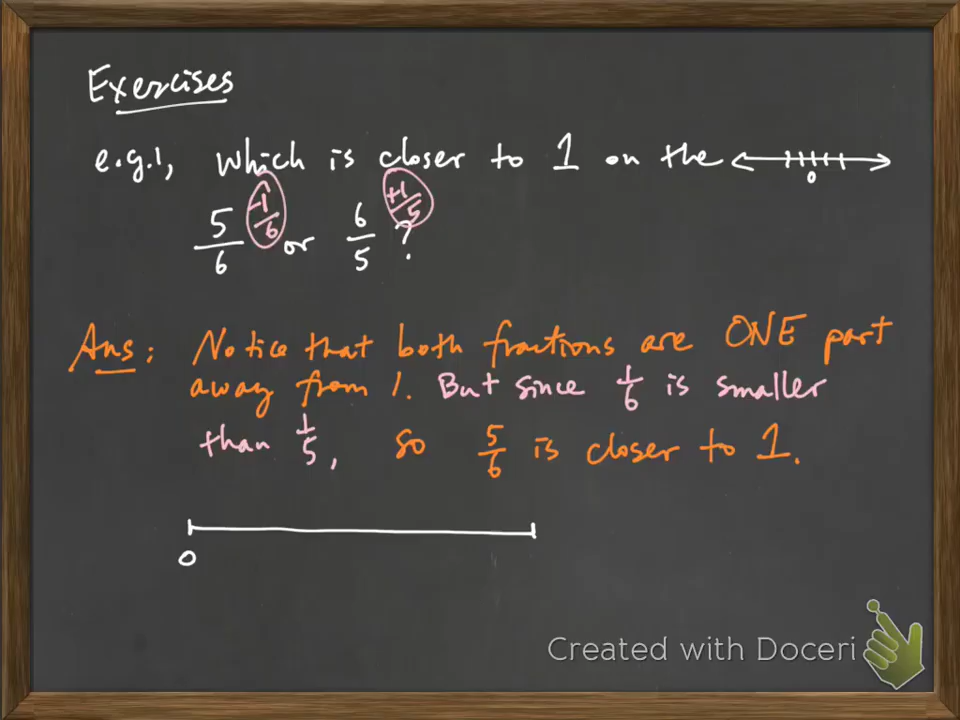 Exercises
e.g.1, Which is closer to 1 on the
0
-1/6 +1/5
5/6 or 6/5 ?
Ans: Notice that both fractions are ONE part
away from 1. But since 1/6 is smaller
than 1/5, so 5/6 is closer to 1.
0
Created with Doceri